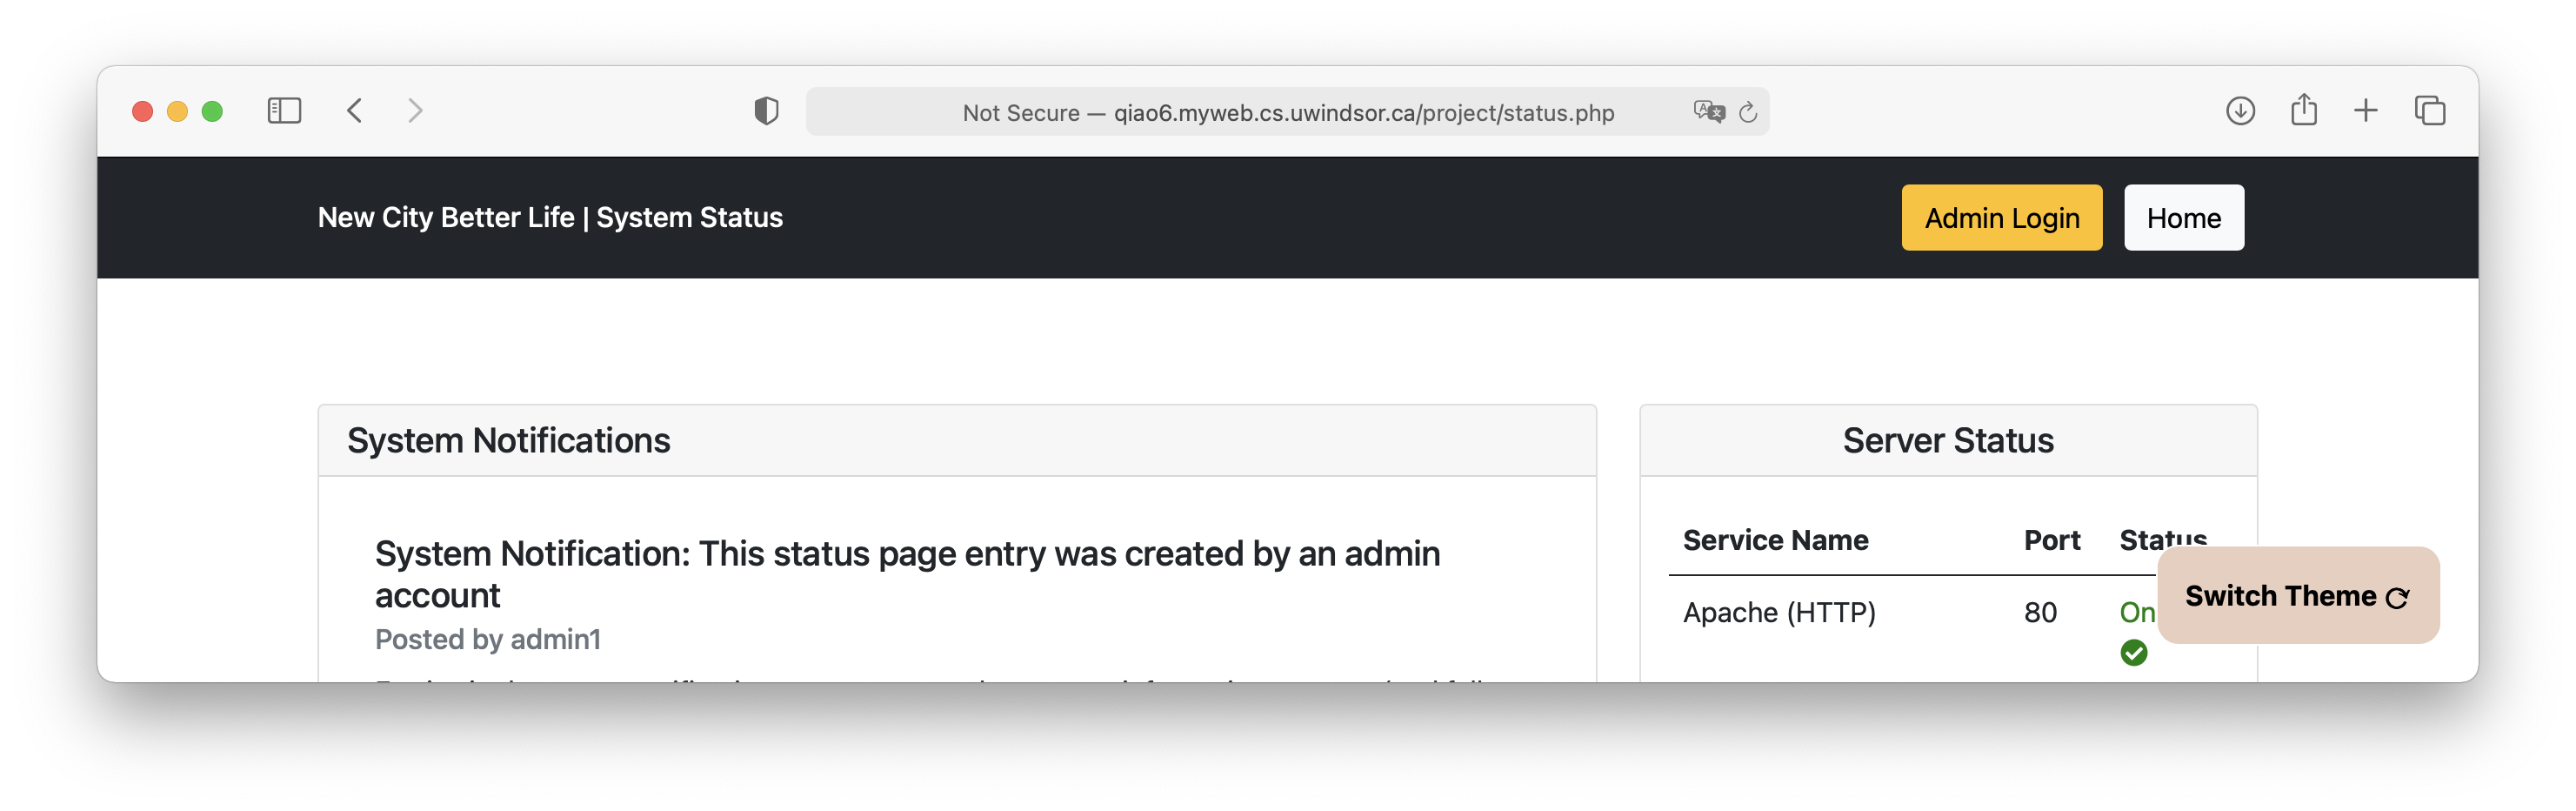 Not Secure — qiao6.myweb.cs.uwindsor.ca/project/status.php
New City Better Life | System Status
Admin Login
Home
System Notifications
System Notification: This status page entry was created by an admin
account
Posted by admin1
Server Status
Service Name Port Status
Apache (HTTP) 80 On
Switch Theme